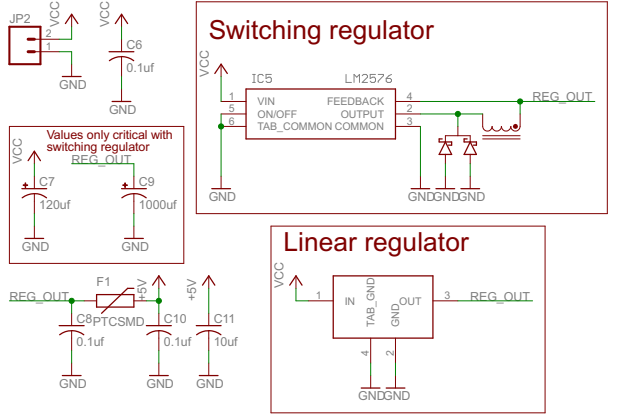 JP2
2
1
VCC
GND
VCC
C6
0.1uf
GND
Switching regulator
VCC
IC5
LM2576
1
VIN
FEEDBACK
4
REG_OUT
5
ON/OFF
OUTPUT
2
6
TAB_COMMON
COMMON
3
GND
GND
GND
GND
Values only critical with
switching regulator
VCC
REG_OUT
C7
120uf
C9
1000uf
GND
GND
Linear regulator
VCC
1
IN
TAB_GND
GND
OUT
3
REG_OUT
4
2
GND
GND
REG_OUT
F1
PTCSMD
+5V
+5V
C8
0.1uf
C10
0.1uf
C11
10uf
GND
GND
GND